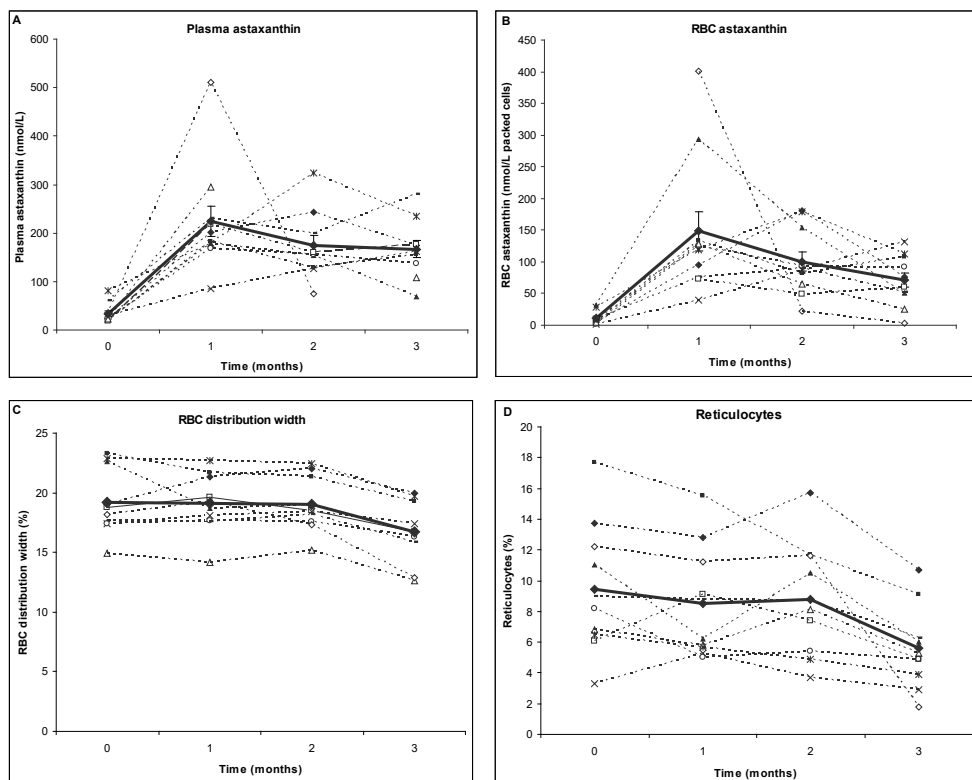 A
Plasma astaxanthin
Plasma astaxanthin (nmol/L)
600
500
400
300
200
100
0
0 1 2 3
Time (months)
B
RBC astaxanthin
RBC astaxanthin (nmol/L packed cells)
450
400
350
300
250
200
150
100
50
0
0 1 2 3
Time (months)
C
RBC distribution width
RBC distribution width (%)
25
20
15
10
5
0
0 1 2 3
Time (months)
D
Reticulocytes
Reticulocytes (%)
20
18
16
14
12
10
8
6
4
2
0
0 1 2 3
Time (months)